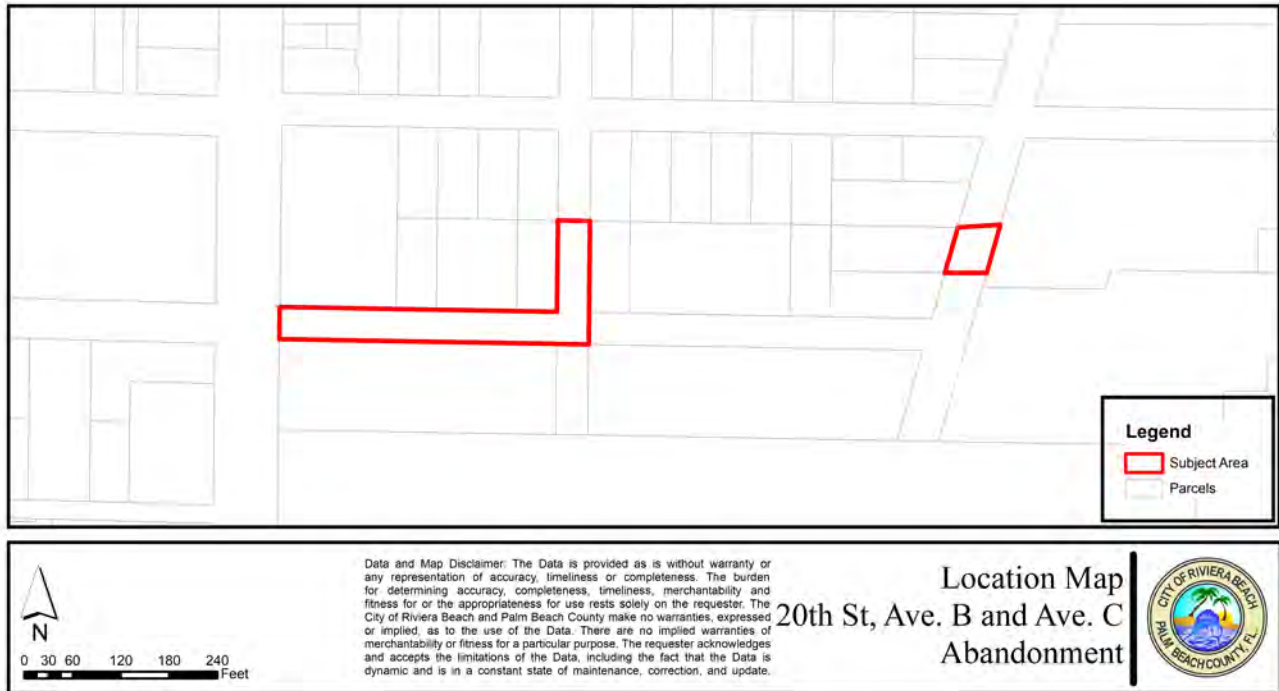 Legend
Subject Area
Parcels
N
0 30 60 120 180 240
Feet
Data and Map Disclaimer: The Data is provided as is without warranty or
any representation of accuracy, timeliness or completeness. The burden
for determining accuracy, completeness, timeliness, merchantability and
fitness for or the appropriateness for use rests solely on the requester. The
City of Riviera Beach and Palm Beach County make no warranties, expressed
or implied, as to the use of the Data. There are no implied warranties of
merchantability or fitness for a particular purpose. The requester acknowledges
and accepts the limitations of the Data, including the fact that the Data is
dynamic and is in a constant state of maintenance, correction, and update.
Location Map
20th St, Ave. B and Ave. C
Abandonment
CITY OF RIVIERA BEACH
PALM BEACH COUNTY, FL